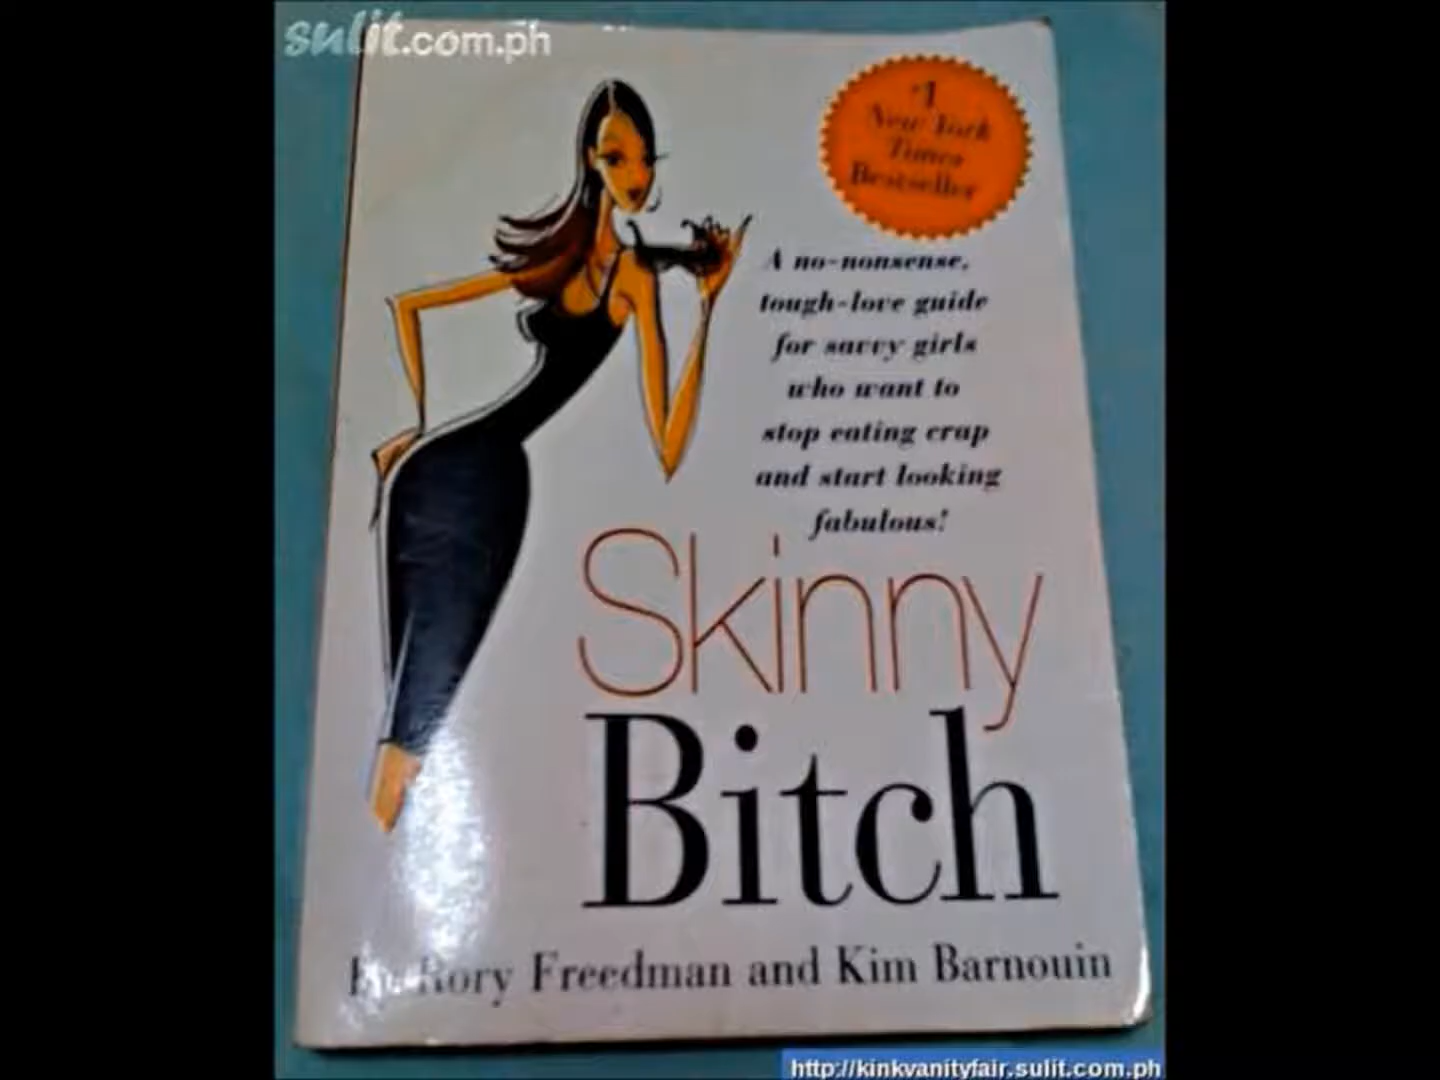 sulit.com.ph
#1
New York
Times
Bestseller
A no-nonsense,
tough-love guide
for savvy girls
who want to
stop eating crap
and start looking
fabulous!
Skinny
Bitch
By Rory Freedman and Kim Barnouin
http://kinkvanityfair.sulit.com.ph